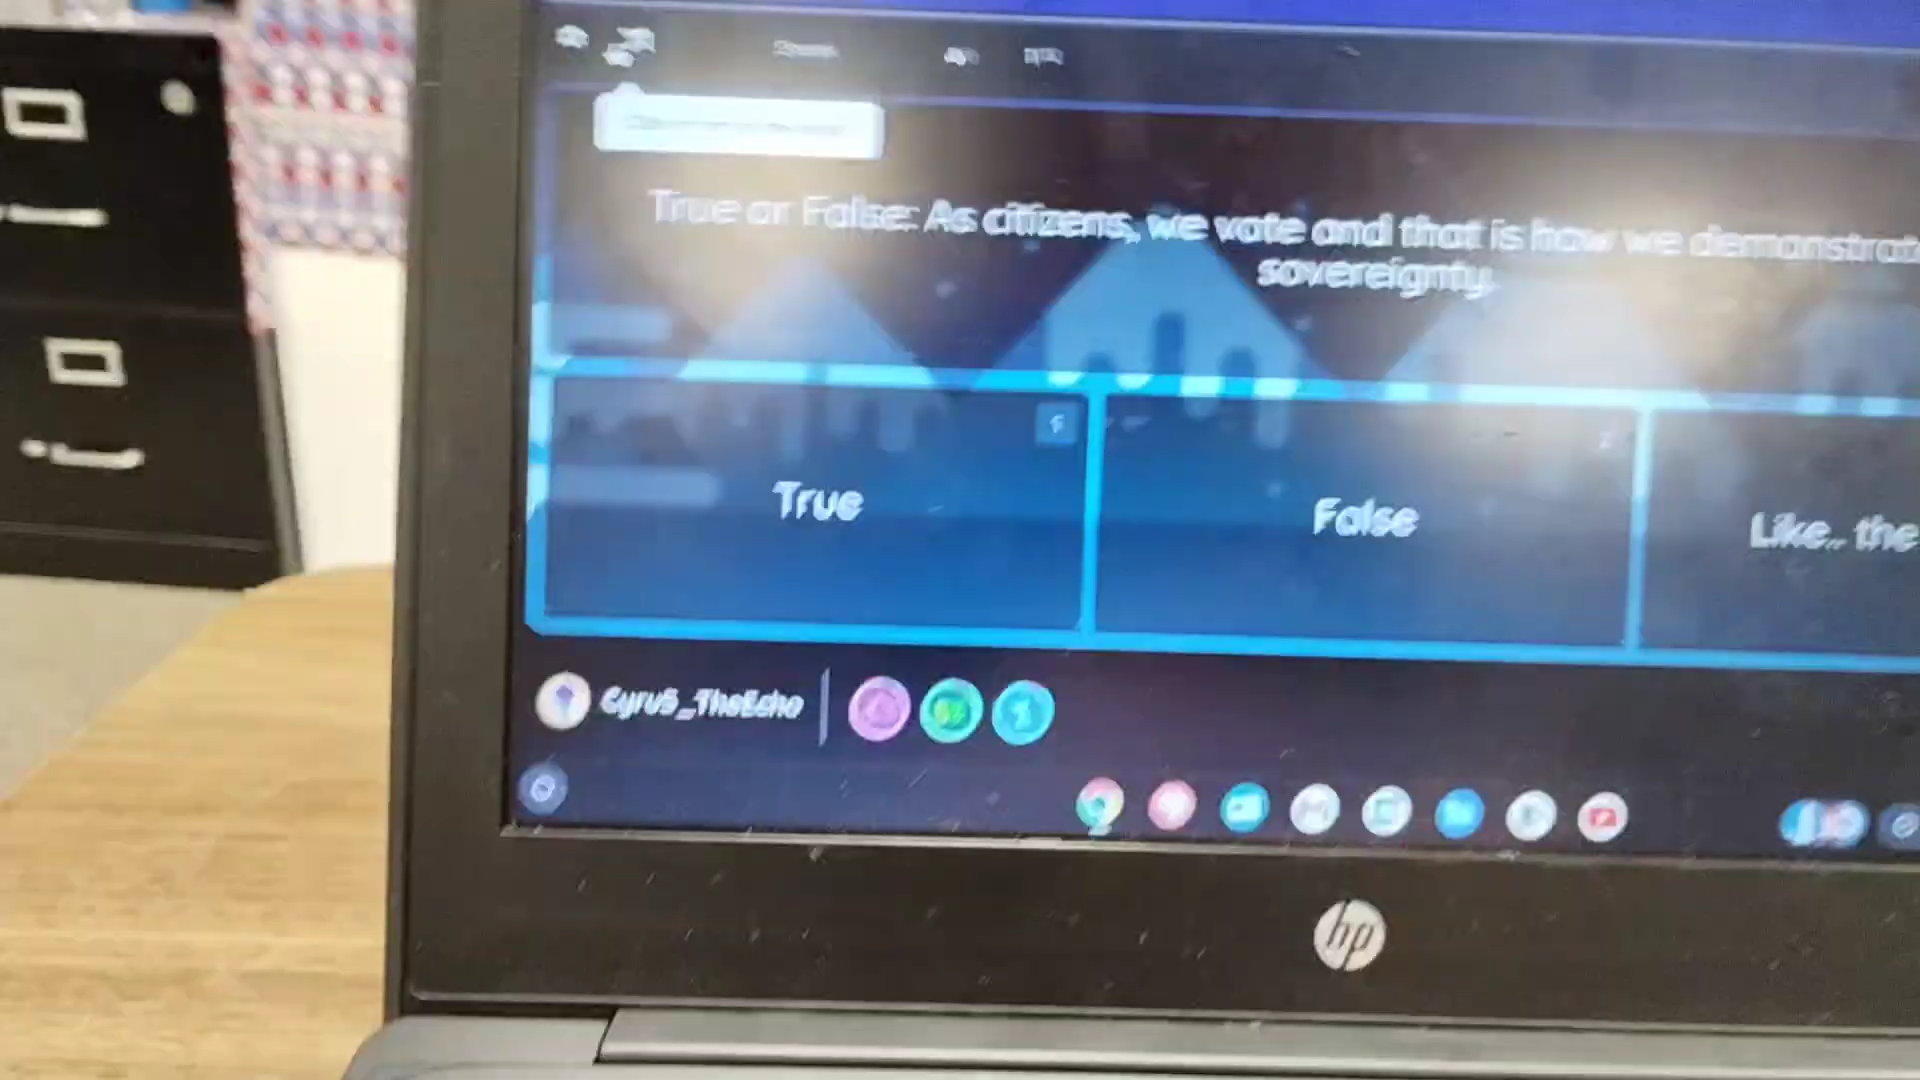 True or False: As citizens, we vote and that is how we demonstrat
sovereignty.
True
False
Like.. the
Cyru5_TheEcho
hp